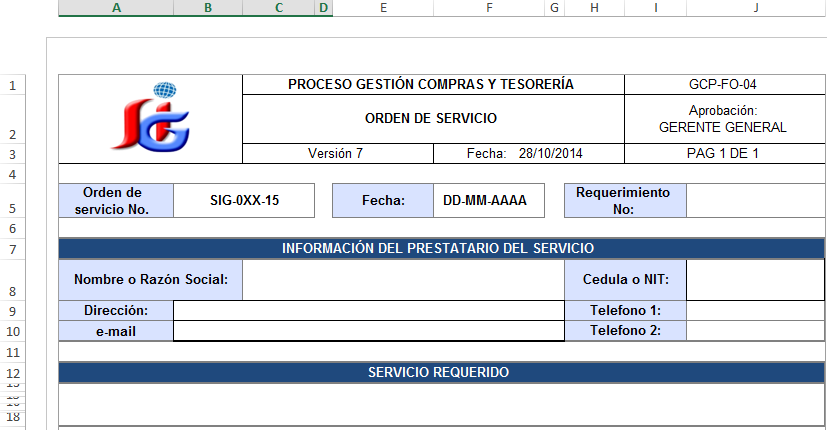 A B C D E F G H I J
1 PROCESO GESTIÓN COMPRAS Y TESORERÍA GCP-FO-04
2 ORDEN DE SERVICIO Aprobación:
GERENTE GENERAL
3 Versión 7 Fecha: 28/10/2014 PAG 1 DE 1
4
5 Orden de
servicio No. SIG-0XX-15 Fecha: DD-MM-AAAA Requerimiento
No:
6
7 INFORMACIÓN DEL PRESTATARIO DEL SERVICIO
8 Nombre o Razón Social: Cedula o NIT:
9 Dirección: Telefono 1:
10 e-mail Telefono 2:
11
12 SERVICIO REQUERIDO
18